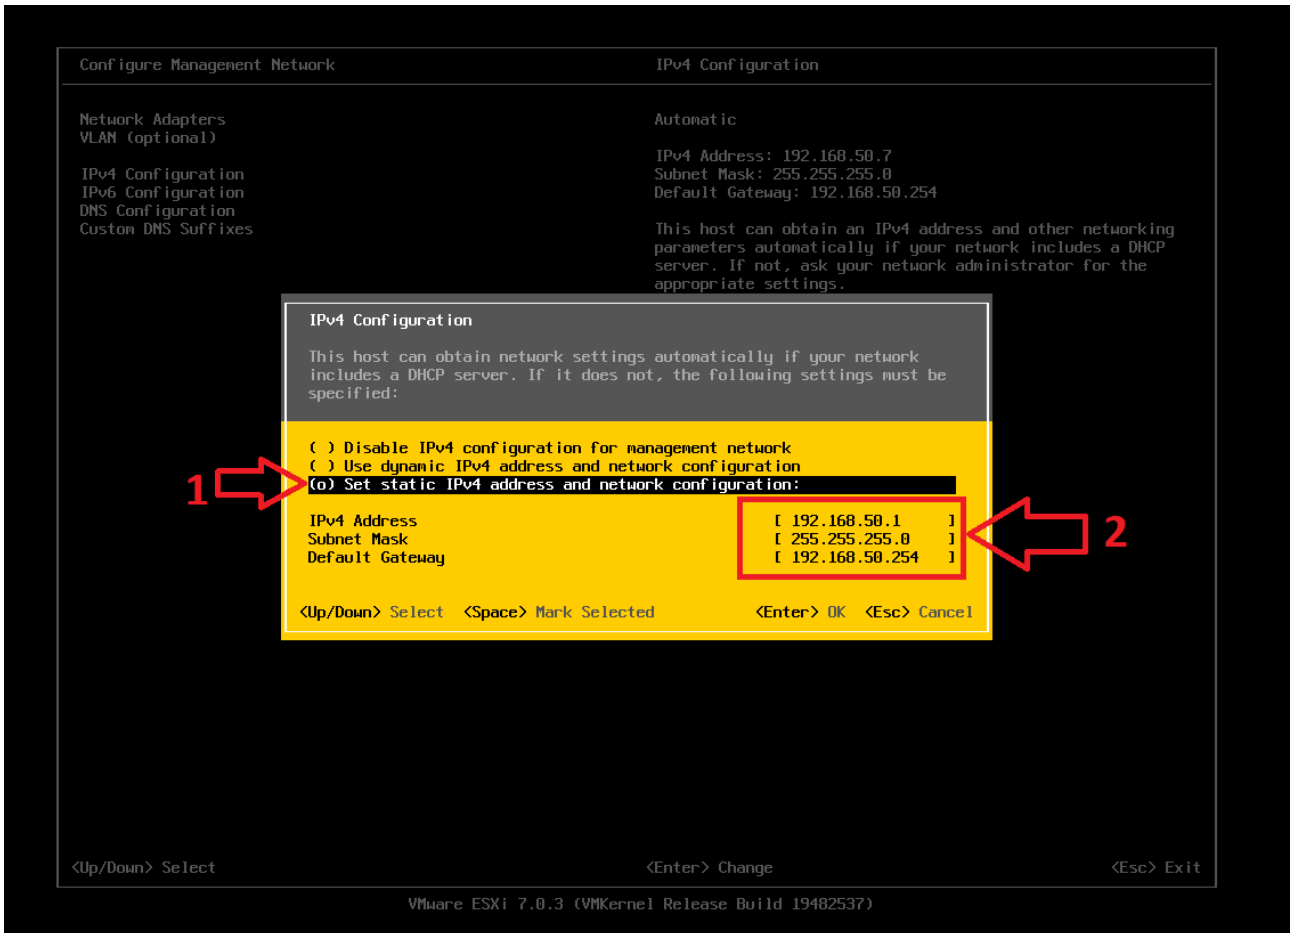 Configure Management Network
IPv4 Configuration
Network Adapters
VLAN (optional)
IPv4 Configuration
IPv6 Configuration
DNS Configuration
Custom DNS Suffixes
Automatic
IPv4 Address: 192.168.50.7
Subnet Mask: 255.255.255.0
Default Gateway: 192.168.50.254
This host can obtain an IPv4 address and other networking
parameters automatically if your network includes a DHCP
server. If not, ask your network administrator for the
appropriate settings.
IPv4 Configuration
This host can obtain network settings automatically if your network
includes a DHCP server. If it does not, the following settings must be
specified:
( ) Disable IPv4 configuration for management network
( ) Use dynamic IPv4 address and network configuration
1
(o) Set static IPv4 address and network configuration:
IPv4 Address [ 192.168.50.1 ]
Subnet Mask [ 255.255.255.0 ]
2
Default Gateway [ 192.168.50.254 ]
<Up/Down> Select <Space> Mark Selected <Enter> OK <Esc> Cancel
<Up/Down> Select <Enter> Change <Esc> Exit
VMware ESXi 7.0.3 (VMKernel Release Build 19482537)